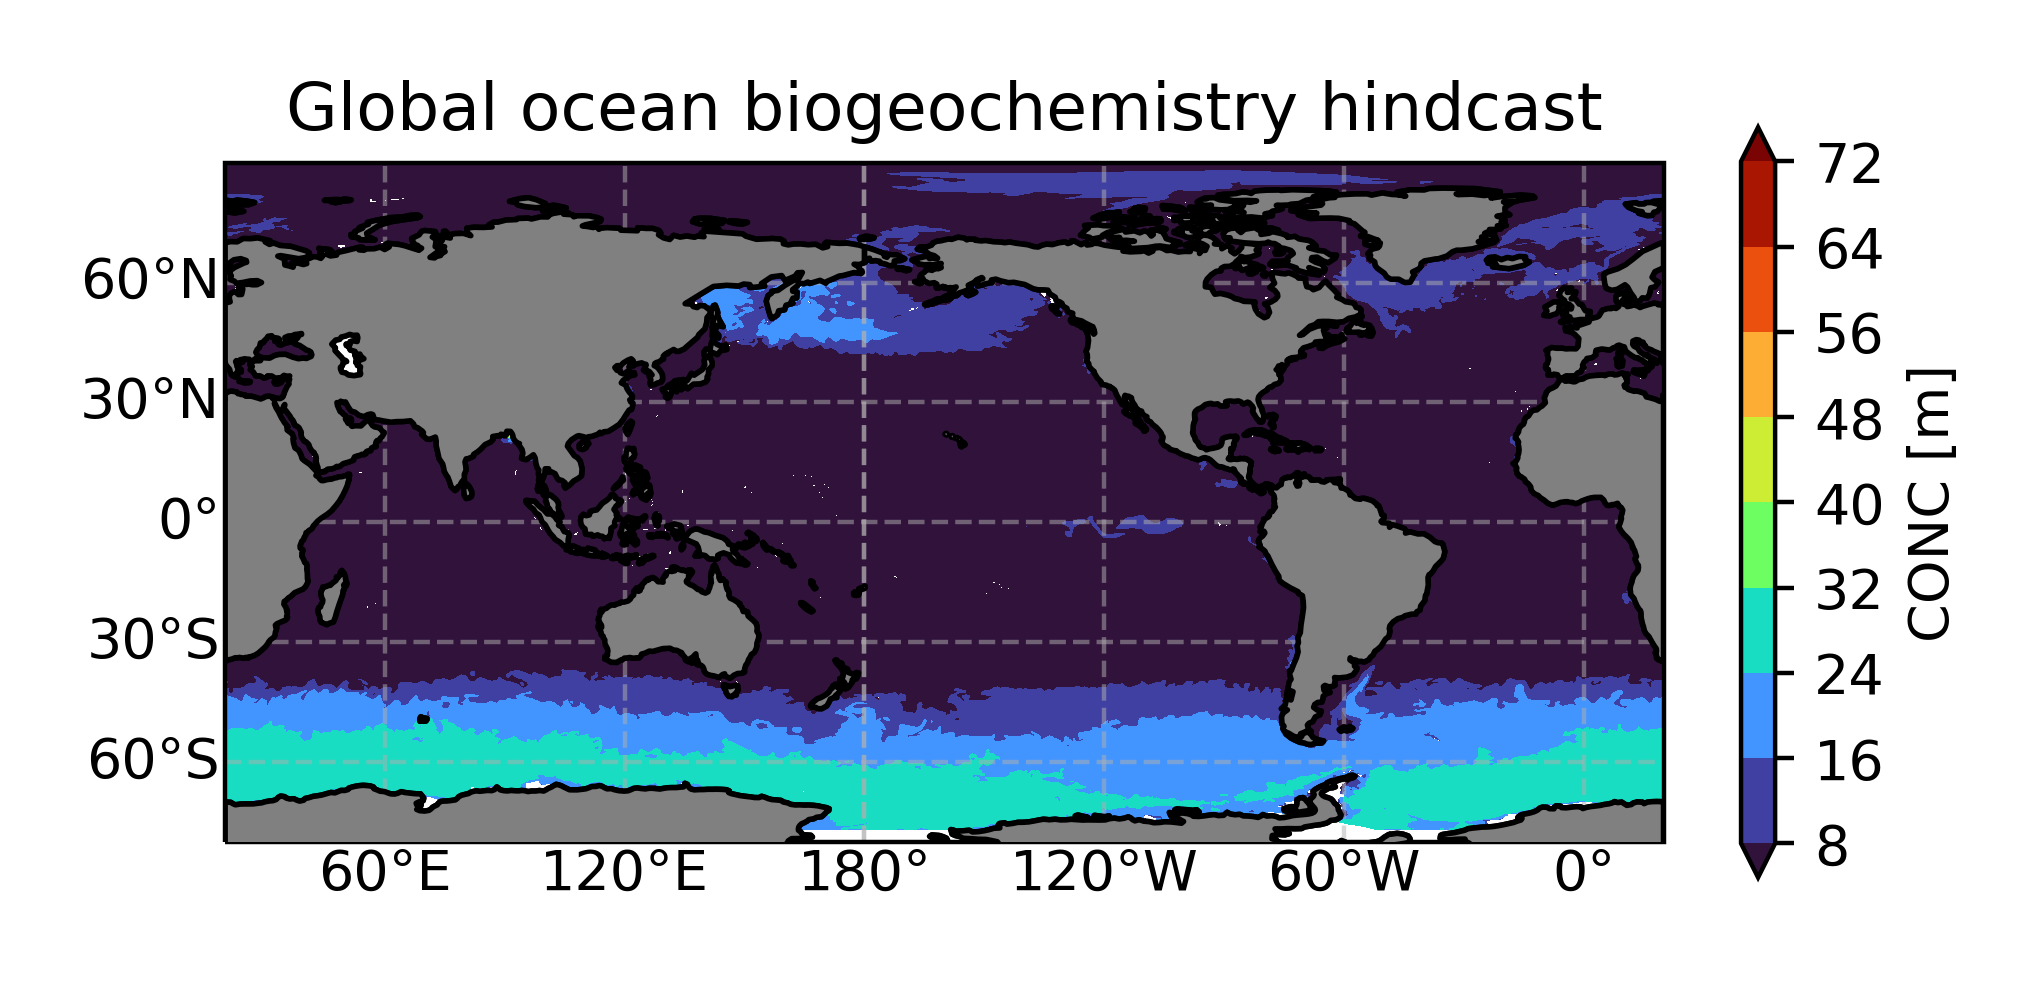 Global ocean biogeochemistry hindcast
60°N
30°N
0°
30°S
60°S
60°E 120°E 180° 120°W 60°W 0°
72
64
56
48
40
32
24
16
8
CONC [m]